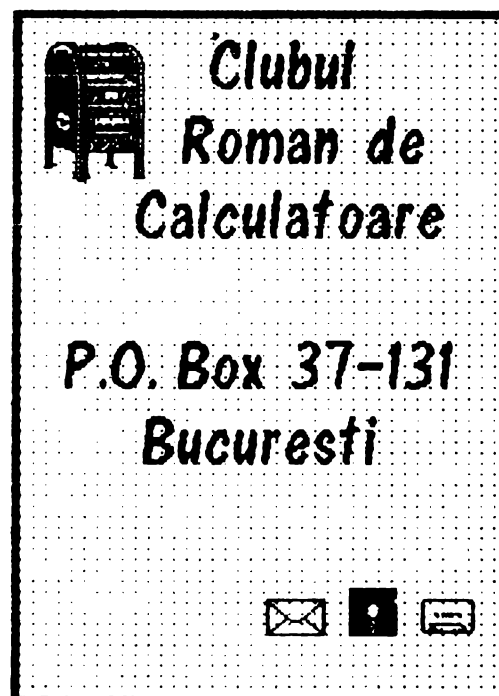 Clubul
Roman de
Calculatoare
P.O. Box 37-131
Bucuresti